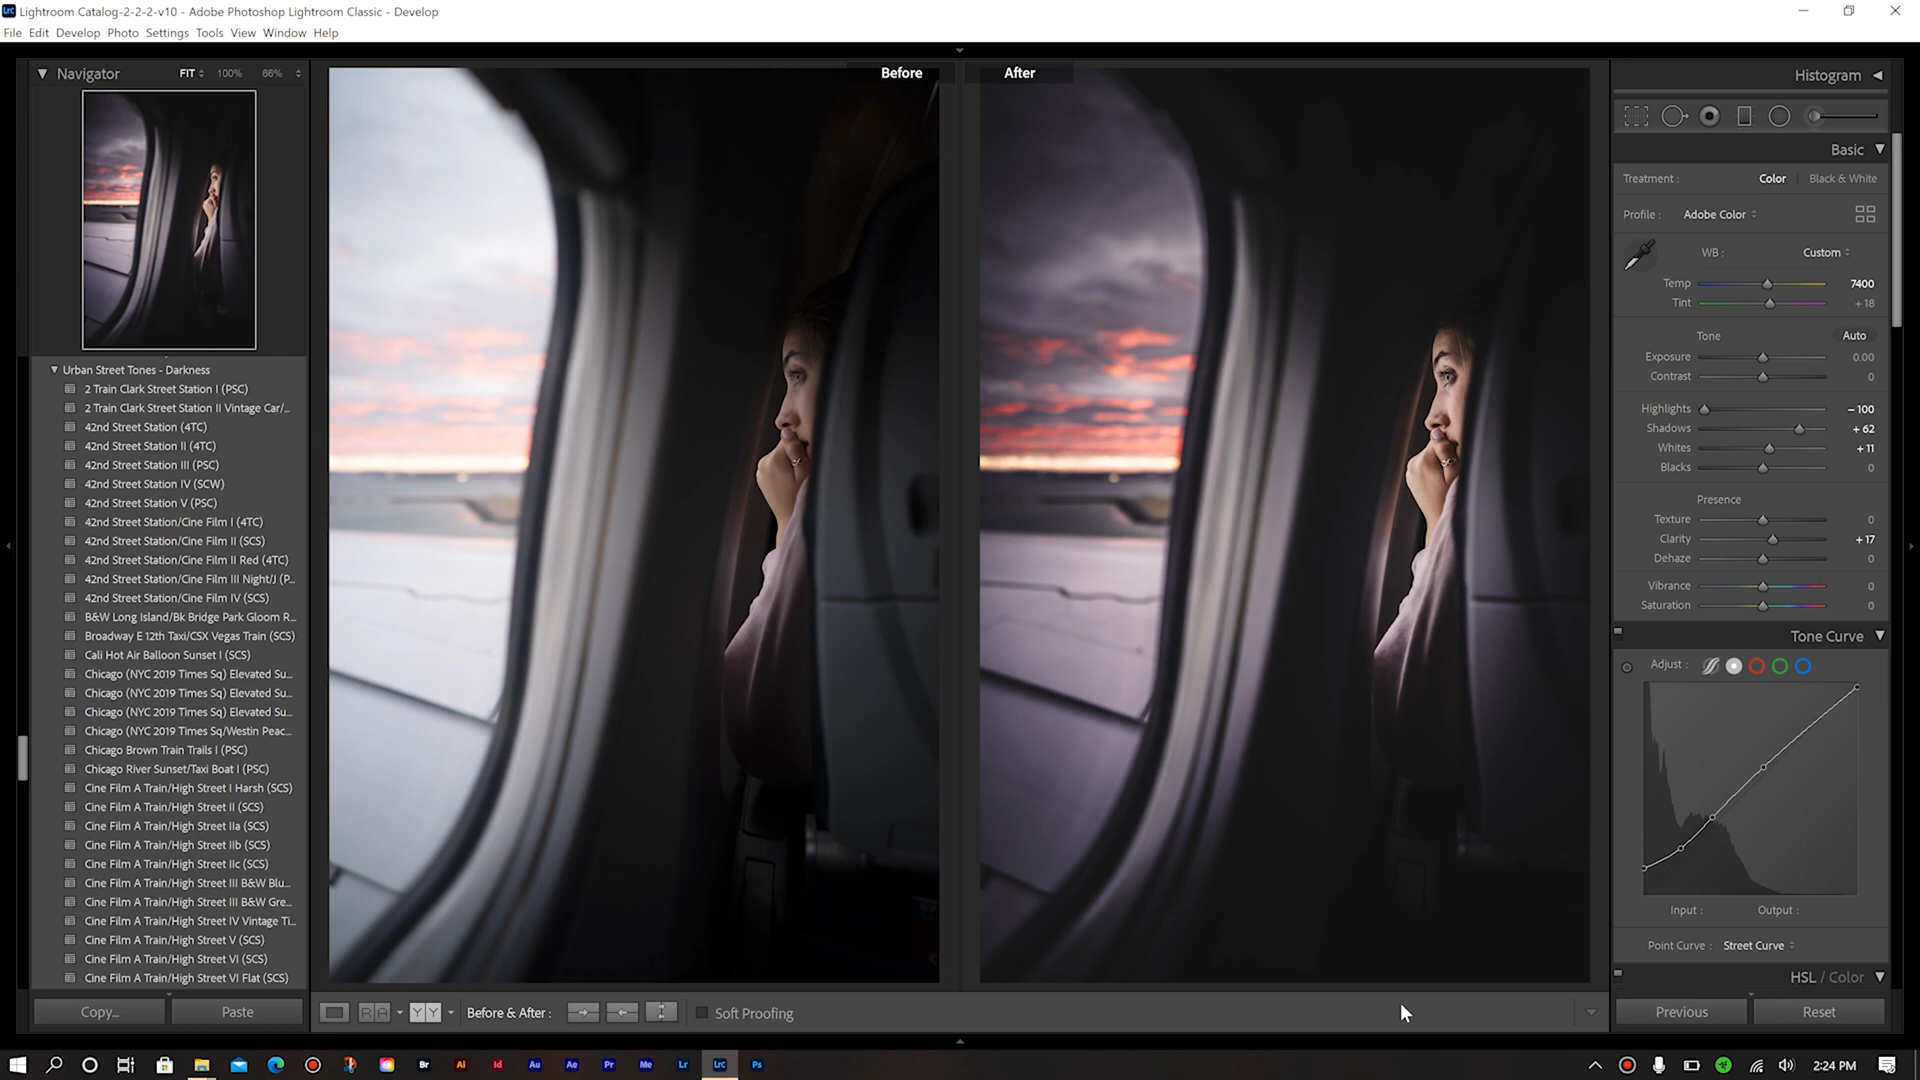 Lightroom Catalog-2-2-2-v10 - Adobe Photoshop Lightroom Classic - Develop
File Edit Develop Photo Settings Tools View Window Help
Navigator FIT 100% 66%
Before
After
Histogram
Basic
Treatment : Color Black & White
Profile : Adobe Color
WB : Custom
Temp 7400
Tint + 18
Tone Auto
Exposure 0.00
Contrast 0
Highlights – 100
Shadows + 62
Whites + 11
Blacks 0
Presence
Texture 0
Clarity + 17
Dehaze 0
Vibrance 0
Saturation 0
Tone Curve
Adjust :
Input : Output :
Point Curve : Street Curve
HSL / Color
Previous Reset
Urban Street Tones - Darkness
2 Train Clark Street Station I (PSC)
2 Train Clark Street Station II Vintage Car/...
42nd Street Station (4TC)
42nd Street Station II (4TC)
42nd Street Station III (PSC)
42nd Street Station IV (SCW)
42nd Street Station V (PSC)
42nd Street Station/Cine Film I (4TC)
42nd Street Station/Cine Film II (SCS)
42nd Street Station/Cine Film II Red (4TC)
42nd Street Station/Cine Film III Night/J (P...
42nd Street Station/Cine Film IV (SCS)
B&W Long Island/Bk Bridge Park Gloom R...
Broadway E 12th Taxi/CSX Vegas Train (SCS)
Cali Hot Air Balloon Sunset I (SCS)
Chicago (NYC 2019 Times Sq) Elevated Su...
Chicago (NYC 2019 Times Sq) Elevated Su...
Chicago (NYC 2019 Times Sq) Elevated Su...
Chicago (NYC 2019 Times Sq/Westin Peac...
Chicago Brown Train Trails I (PSC)
Chicago River Sunset/Taxi Boat I (PSC)
Cine Film A Train/High Street I Harsh (SCS)
Cine Film A Train/High Street II (SCS)
Cine Film A Train/High Street IIa (SCS)
Cine Film A Train/High Street IIb (SCS)
Cine Film A Train/High Street IIc (SCS)
Cine Film A Train/High Street III B&W Blu...
Cine Film A Train/High Street III B&W Gre...
Cine Film A Train/High Street IV Vintage Ti...
Cine Film A Train/High Street V (SCS)
Cine Film A Train/High Street VI (SCS)
Cine Film A Train/High Street VI Flat (SCS)
Copy... Paste
R A Y Y Before & After : Soft Proofing
Br Ai Id Au Ae Pr Me Lr Lrc Ps
2:24 PM